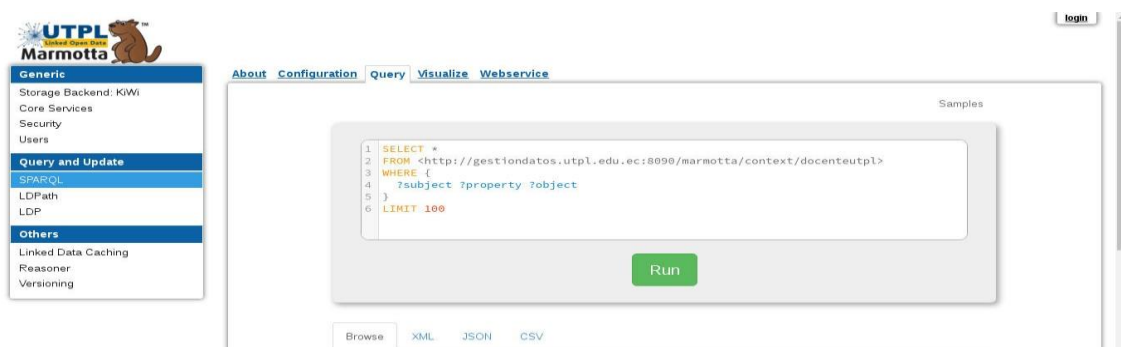 login
UTPL
Linked Open Data
Marmotta
Generic
Storage Backend: KiWi
Core Services
Security
Users
Query and Update
SPARQL
LDPath
LDP
Others
Linked Data Caching
Reasoner
Versioning
About Configuration Query Visualize Webservice
Samples
1 SELECT *
2 FROM <http://gestiondatos.utpl.edu.ec:8090/marmotta/context/docenteutpl>
3 WHERE {
4 ?subject ?property ?object
5 }
6 LIMIT 100
Run
Browse XML JSON CSV